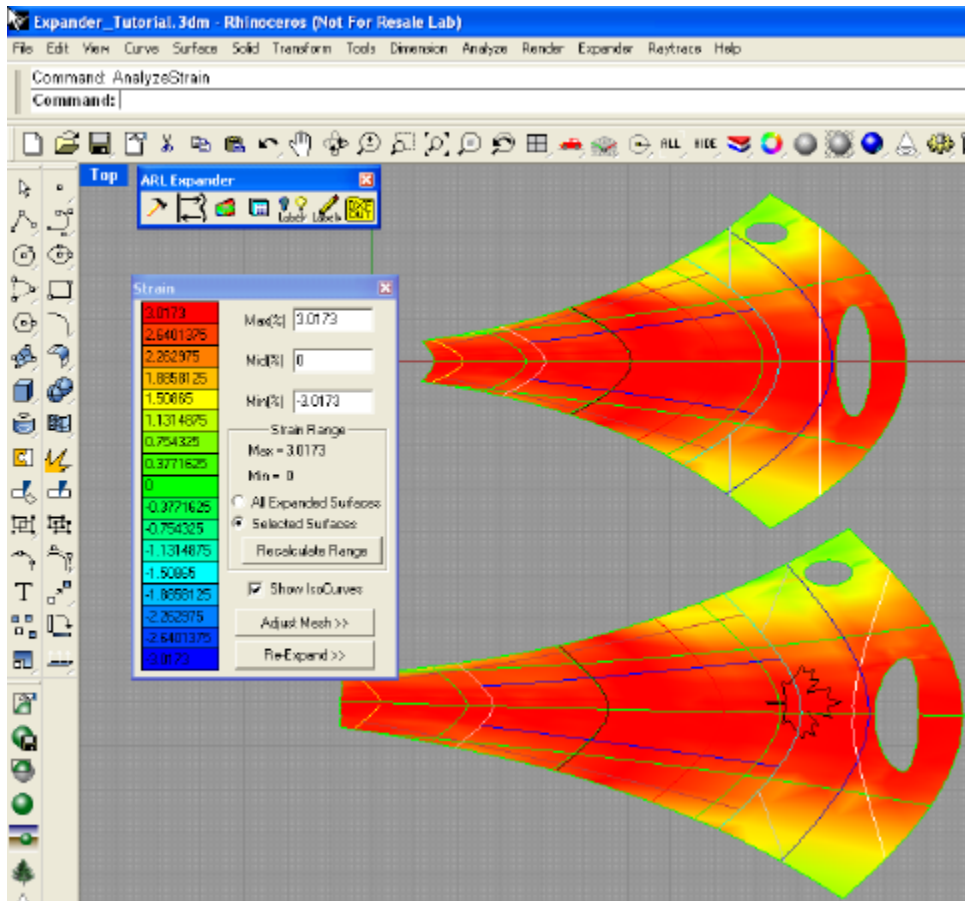 Expander_Tutorial.3dm - Rhinoceros (Not For Resale Lab)
File Edit View Curve Surface Solid Transform Tools Dimension Analyze Render Expander Raytrace Help
Command: AnalyzeStrain
Command:
ALL HIDE
Top
ARL Expander
Label Label
Strain
3.0173
2.6401375
2.262975
1.8858125
1.50865
1.1314875
0.754325
0.3771625
0
-0.3771625
-0.754325
-1.1314875
-1.50865
-1.8858125
-2.262975
-2.6401375
-3.0173
Max(%) 3.0173
Mid(%) 0
Min(%) -3.0173
Strain Range
Max = 3.0173
Min = 0
All Expanded Surfaces
Selected Surfaces
Recalculate Range
Show IsoCurves
Adjust Mesh >>
Re-Expand >>
T